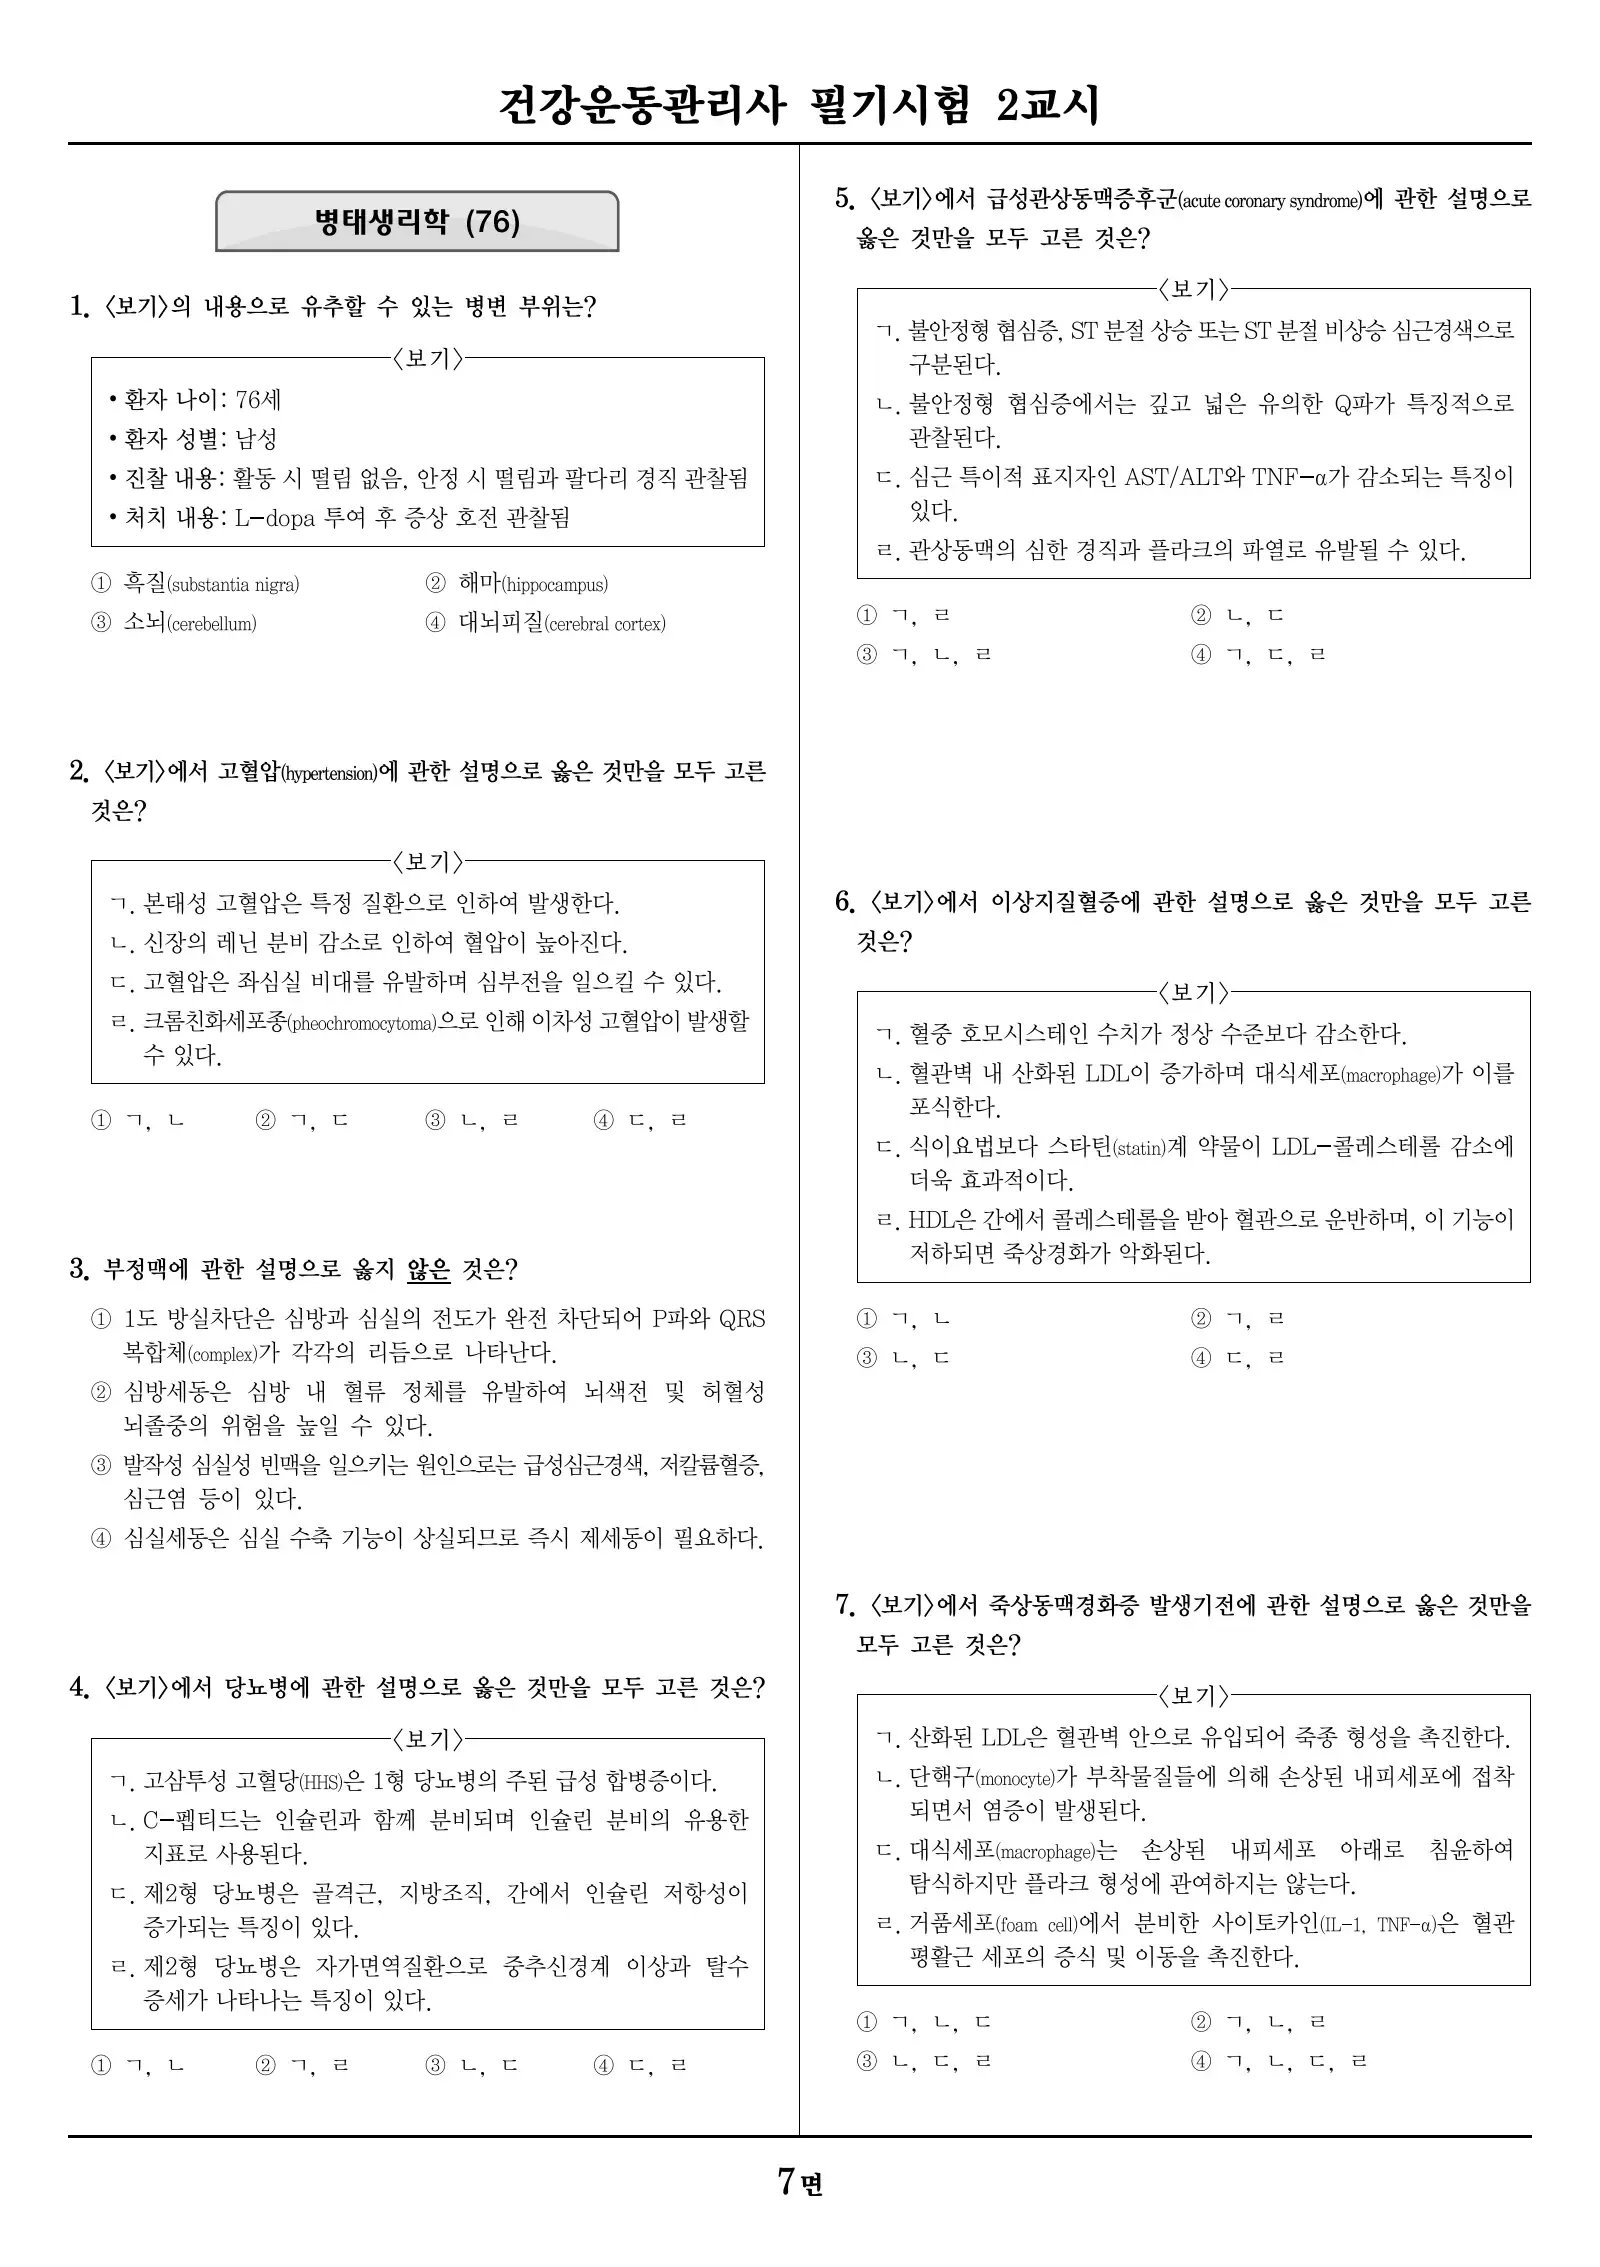 건강운동관리사 필기시험 2교시
병태생리학 (76)
1. 〈보기〉의 내용으로 유추할 수 있는 병변 부위는?
〈보기〉
• 환자 나이: 76세
• 환자 성별: 남성
• 진찰 내용: 활동 시 떨림 없음, 안정 시 떨림과 팔다리 경직 관찰됨
• 처치 내용: L-dopa 투여 후 증상 호전 관찰됨
① 흑질(substantia nigra) ② 해마(hippocampus)
③ 소뇌(cerebellum) ④ 대뇌피질(cerebral cortex)
2. 〈보기〉에서 고혈압(hypertension)에 관한 설명으로 옳은 것만을 모두 고른
것은?
〈보기〉
ㄱ. 본태성 고혈압은 특정 질환으로 인하여 발생한다.
ㄴ. 신장의 레닌 분비 감소로 인하여 혈압이 높아진다.
ㄷ. 고혈압은 좌심실 비대를 유발하며 심부전을 일으킬 수 있다.
ㄹ. 크롬친화세포종(pheochromocytoma)으로 인해 이차성 고혈압이 발생할
수 있다.
① ㄱ, ㄴ ② ㄱ, ㄷ ③ ㄴ, ㄹ ④ ㄷ, ㄹ
3. 부정맥에 관한 설명으로 옳지 않은 것은?
① 1도 방실차단은 심방과 심실의 전도가 완전 차단되어 P파와 QRS
복합체(complex)가 각각의 리듬으로 나타난다.
② 심방세동은 심방 내 혈류 정체를 유발하여 뇌색전 및 허혈성
뇌졸중의 위험을 높일 수 있다.
③ 발작성 심실성 빈맥을 일으키는 원인으로는 급성심근경색, 저칼륨혈증,
심근염 등이 있다.
④ 심실세동은 심실 수축 기능이 상실되므로 즉시 제세동이 필요하다.
4. 〈보기〉에서 당뇨병에 관한 설명으로 옳은 것만을 모두 고른 것은?
〈보기〉
ㄱ. 고삼투성 고혈당(HHS)은 1형 당뇨병의 주된 급성 합병증이다.
ㄴ. C-펩티드는 인슐린과 함께 분비되며 인슐린 분비의 유용한
지표로 사용된다.
ㄷ. 제2형 당뇨병은 골격근, 지방조직, 간에서 인슐린 저항성이
증가되는 특징이 있다.
ㄹ. 제2형 당뇨병은 자가면역질환으로 중추신경계 이상과 탈수
증세가 나타나는 특징이 있다.
① ㄱ, ㄴ ② ㄱ, ㄹ ③ ㄴ, ㄷ ④ ㄷ, ㄹ
5. 〈보기〉에서 급성관상동맥증후군(acute coronary syndrome)에 관한 설명으로
옳은 것만을 모두 고른 것은?
〈보기〉
ㄱ. 불안정형 협심증, ST 분절 상승 또는 ST 분절 비상승 심근경색으로
구분된다.
ㄴ. 불안정형 협심증에서는 깊고 넓은 유의한 Q파가 특징적으로
관찰된다.
ㄷ. 심근 특이적 표지자인 AST/ALT와 TNF-α가 감소되는 특징이
있다.
ㄹ. 관상동맥의 심한 경직과 플라크의 파열로 유발될 수 있다.
① ㄱ, ㄹ ② ㄴ, ㄷ
③ ㄱ, ㄴ, ㄹ ④ ㄱ, ㄷ, ㄹ
6. 〈보기〉에서 이상지질혈증에 관한 설명으로 옳은 것만을 모두 고른
것은?
〈보기〉
ㄱ. 혈중 호모시스테인 수치가 정상 수준보다 감소한다.
ㄴ. 혈관벽 내 산화된 LDL이 증가하며 대식세포(macrophage)가 이를
포식한다.
ㄷ. 식이요법보다 스타틴(statin)계 약물이 LDL-콜레스테롤 감소에
더욱 효과적이다.
ㄹ. HDL은 간에서 콜레스테롤을 받아 혈관으로 운반하며, 이 기능이
저하되면 죽상경화가 악화된다.
① ㄱ, ㄴ ② ㄱ, ㄹ
③ ㄴ, ㄷ ④ ㄷ, ㄹ
7. 〈보기〉에서 죽상동맥경화증 발생기전에 관한 설명으로 옳은 것만을
모두 고른 것은?
〈보기〉
ㄱ. 산화된 LDL은 혈관벽 안으로 유입되어 죽종 형성을 촉진한다.
ㄴ. 단핵구(monocyte)가 부착물질들에 의해 손상된 내피세포에 접착
되면서 염증이 발생된다.
ㄷ. 대식세포(macrophage)는 손상된 내피세포 아래로 침윤하여
탐식하지만 플라크 형성에 관여하지는 않는다.
ㄹ. 거품세포(foam cell)에서 분비한 사이토카인(IL-1, TNF-α)은 혈관
평활근 세포의 증식 및 이동을 촉진한다.
① ㄱ, ㄴ, ㄷ ② ㄱ, ㄴ, ㄹ
③ ㄴ, ㄷ, ㄹ ④ ㄱ, ㄴ, ㄷ, ㄹ
7면